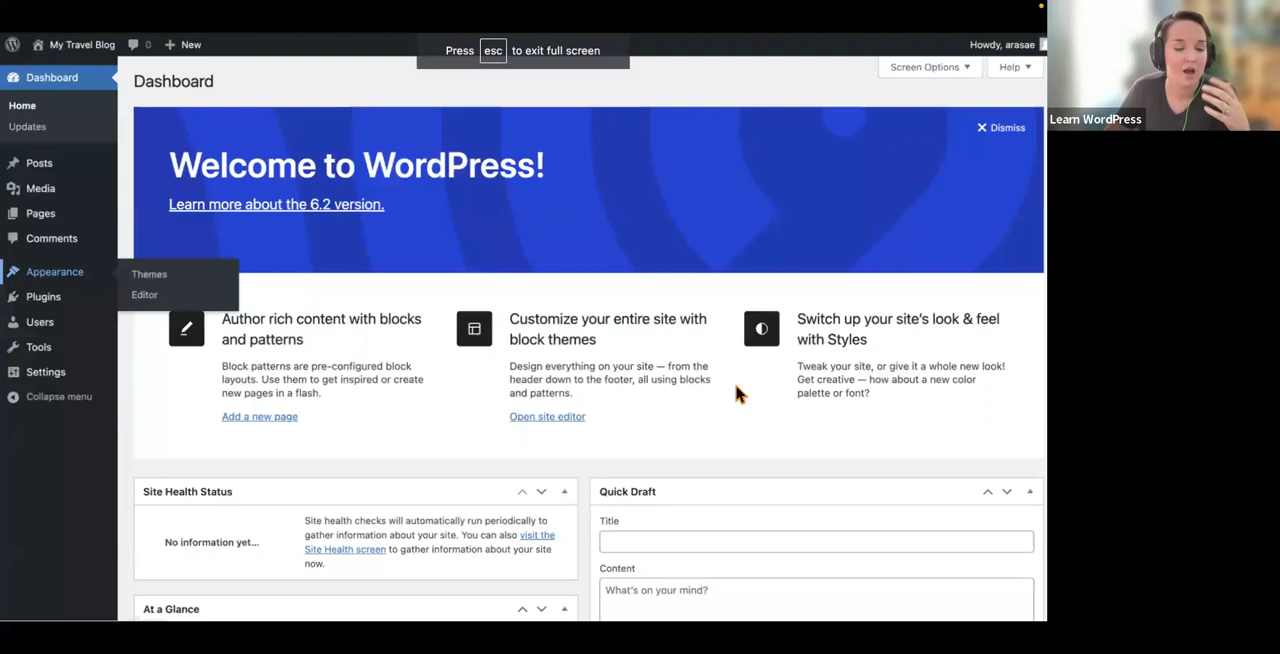 My Travel Blog
0
New
Press esc to exit full screen
Howdy, arasae
Learn WordPress
Dashboard
Home
Updates
Posts
Media
Pages
Comments
Appearance
Themes
Editor
Plugins
Users
Tools
Settings
Collapse menu
Dashboard
Screen Options
Help
Welcome to WordPress!
Learn more about the 6.2 version.
Dismiss
Author rich content with blocks
and patterns
Block patterns are pre-configured block
layouts. Use them to get inspired or create
new pages in a flash.
Add a new page
Customize your entire site with
block themes
Design everything on your site — from the
header down to the footer, all using blocks
and patterns.
Open site editor
Switch up your site's look & feel
with Styles
Tweak your site, or give it a whole new look!
Get creative — how about a new color
palette or font?
Site Health Status
No information yet...
Site health checks will automatically run periodically to
gather information about your site. You can also visit the
Site Health screen to gather information about your site
now.
At a Glance
Quick Draft
Title
Content
What's on your mind?